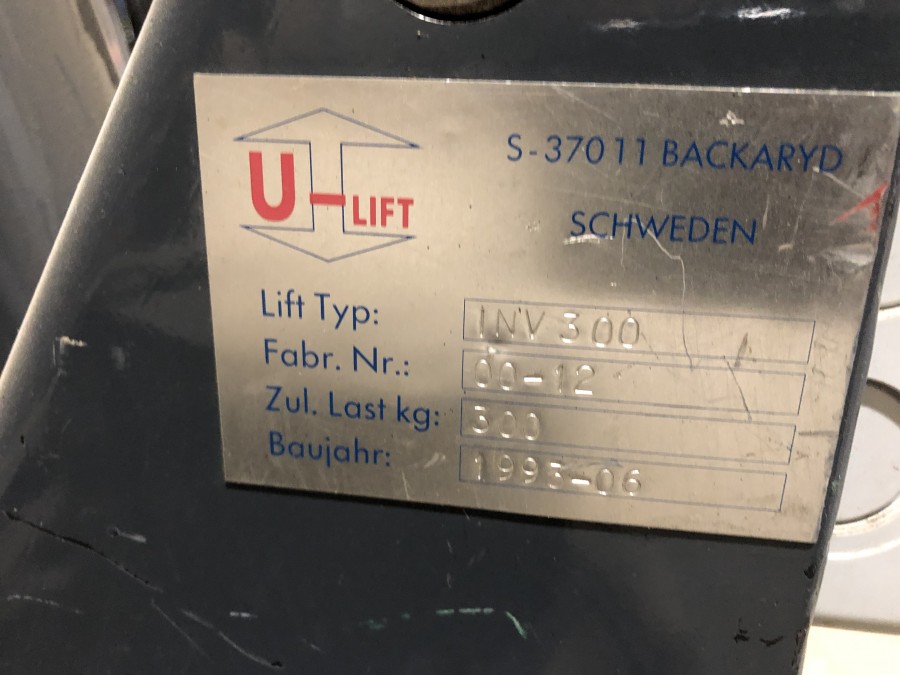 U-LIFT
S-37011 BACKARYD
SCHWEDEN
Lift Typ: INV 300
Fabr. Nr.: 00-12
Zul. Last kg: 300
Baujahr: 1995-06